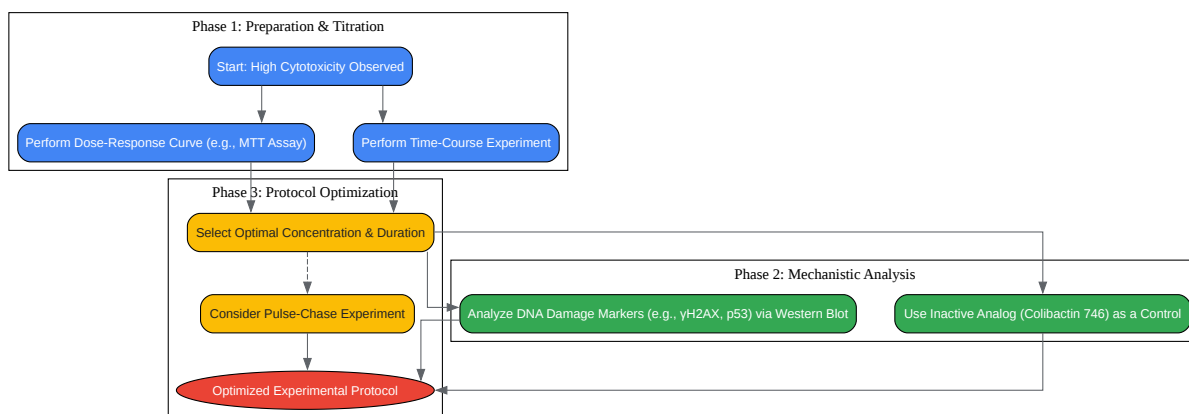 Phase 1: Preparation & Titration
Start: High Cytotoxicity Observed
Perform Dose-Response Curve (e.g., MTT Assay)
Perform Time-Course Experiment
Phase 3: Protocol Optimization
Select Optimal Concentration & Duration
Phase 2: Mechanistic Analysis
Consider Pulse-Chase Experiment
Analyze DNA Damage Markers (e.g., γH2AX, p53) via Western Blot
Use Inactive Analog (Colibactin 746) as a Control
Optimized Experimental Protocol